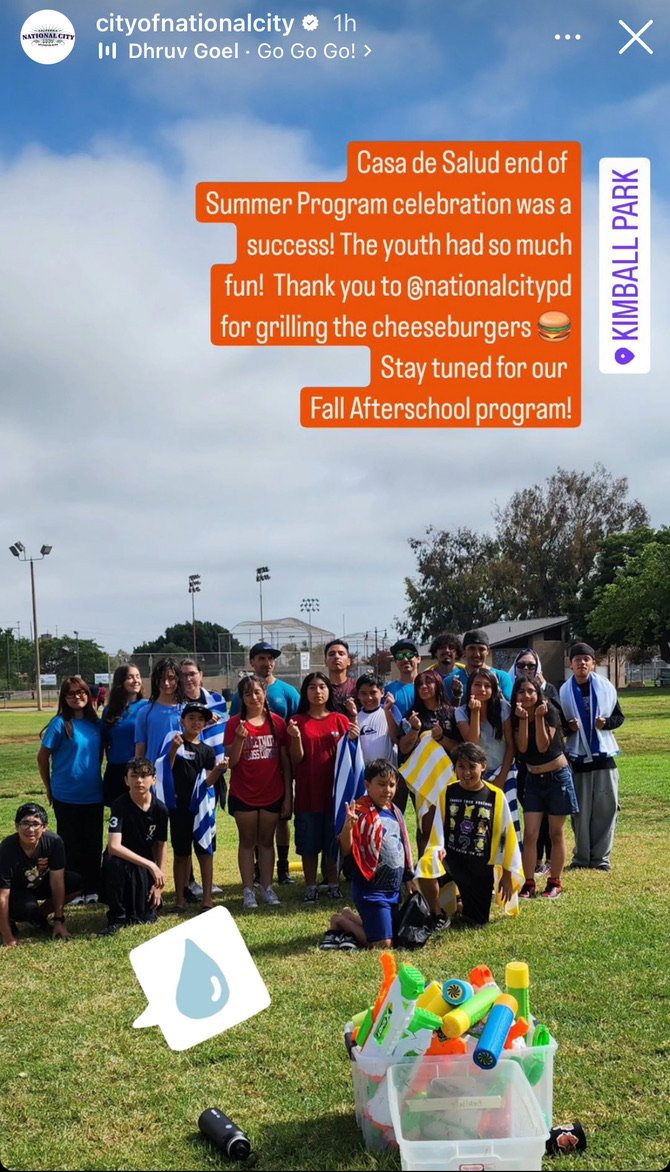 NATIONAL CITY
cityofnationalcity 1h
Dhruv Goel · Go Go Go! >
Casa de Salud end of
Summer Program celebration was a
success! The youth had so much
fun! Thank you to @nationalcitypd
for grilling the cheeseburgers 🍔
Stay tuned for our
Fall Afterschool program!
KIMBALL PARK